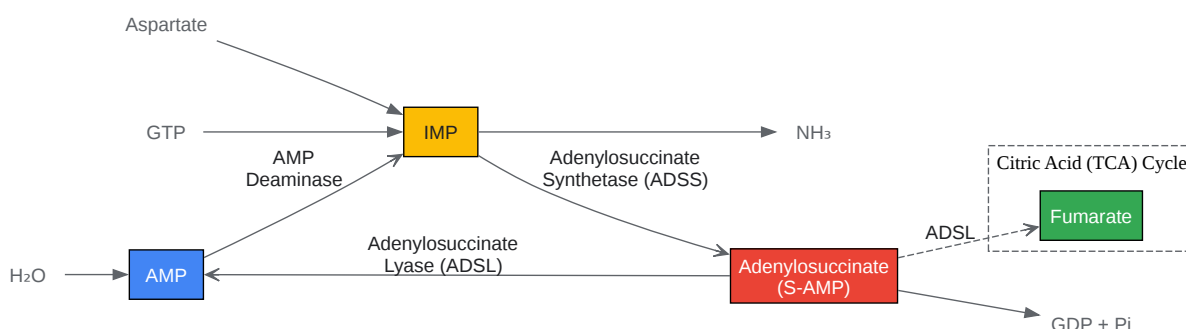 Aspartate
GTP
IMP
NH₃
AMP
Deaminase
Adenylosuccinate
Synthetase (ADSS)
Citric Acid (TCA) Cycle
Fumarate
ADSL
Adenylosuccinate
Lyase (ADSL)
H₂O
AMP
Adenylosuccinate
(S-AMP)
GDP + Pi